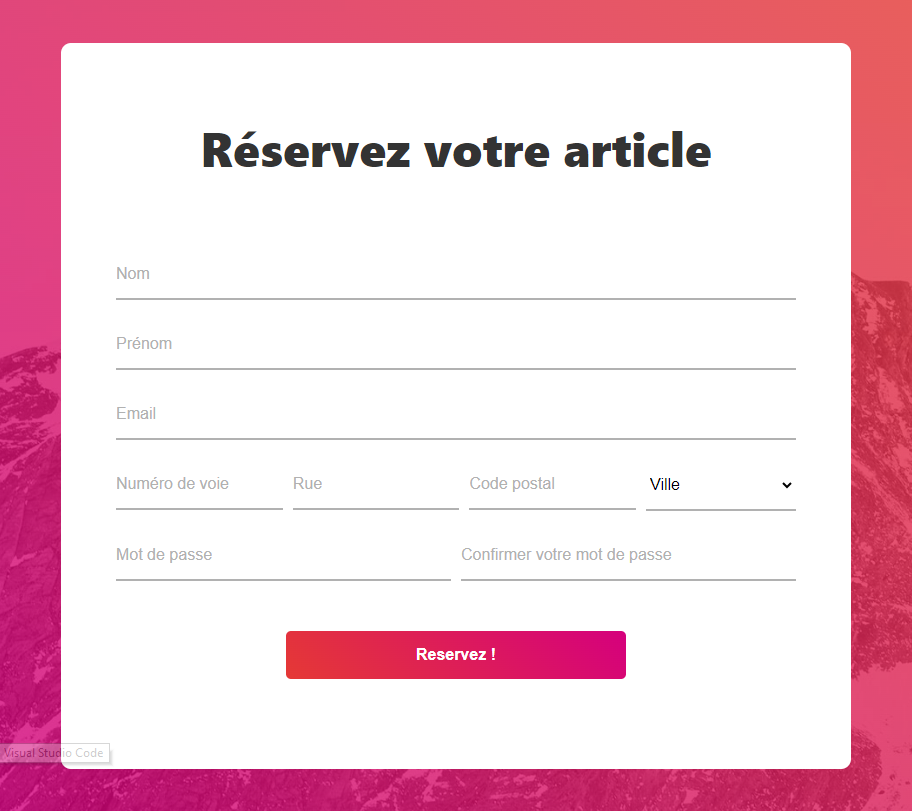 Réservez votre article
Nom
Prénom
Email
Numéro de voie Rue Code postal Ville
Mot de passe Confirmer votre mot de passe
Reservez !
Visual Studio Code